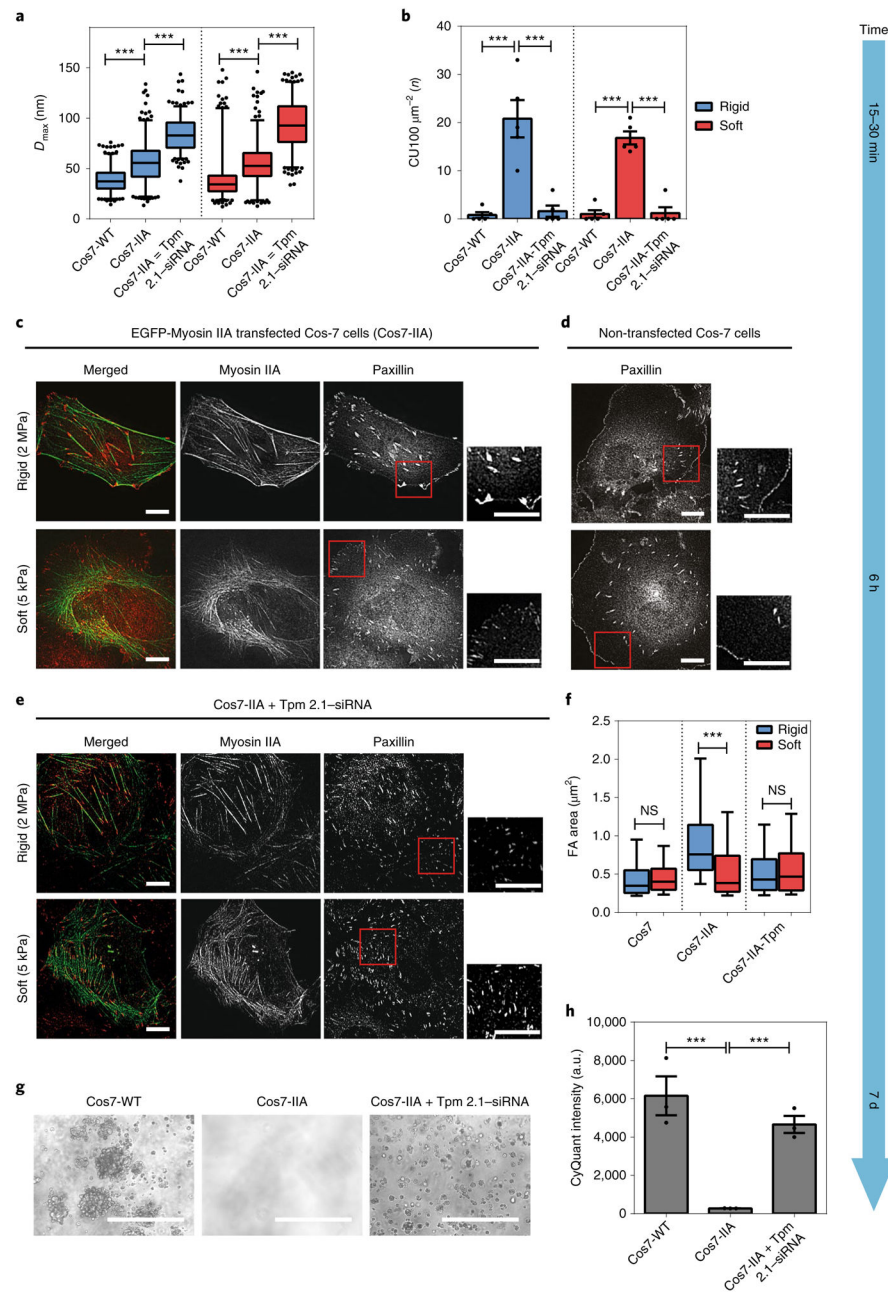 a
***
***
***
***
150
100
50
0
D max (nm)
Cos7-WT
Cos7-IIA
Cos7-IIA = Tpm
2.1–siRNA
Cos7-WT
Cos7-IIA
Cos7-IIA = Tpm
2.1–siRNA
b
***
***
***
***
30
20
10
0
CU100 μm−2 (n)
Rigid
Soft
Cos7-WT
Cos7-IIA
Cos7-IIA-Tpm
2.1–siRNA
Cos7-WT
Cos7-IIA
Cos7-IIA-Tpm
2.1–siRNA
Time
15–30 min
6 h
7 d
c
EGFP-Myosin IIA transfected Cos-7 cells (Cos7-IIA)
Merged
Myosin IIA
Paxillin
Rigid (2 MPa)
Soft (5 kPa)
d
Non-transfected Cos-7 cells
Paxillin
e
Cos7-IIA + Tpm 2.1–siRNA
Merged
Myosin IIA
Paxillin
Rigid (2 MPa)
Soft (5 kPa)
f
2.5
2.0
1.5
1.0
0.5
0.0
FA area (μm2)
NS
***
NS
Rigid
Soft
Cos7
Cos7-IIA
Cos7-IIA-Tpm
g
Cos7-WT
Cos7-IIA
Cos7-IIA + Tpm 2.1–siRNA
h
10,000
8,000
6,000
4,000
2,000
0
CyQuant intensity (a.u.)
***
***
Cos7-WT
Cos7-IIA
Cos7-IIA + Tpm
2.1–siRNA